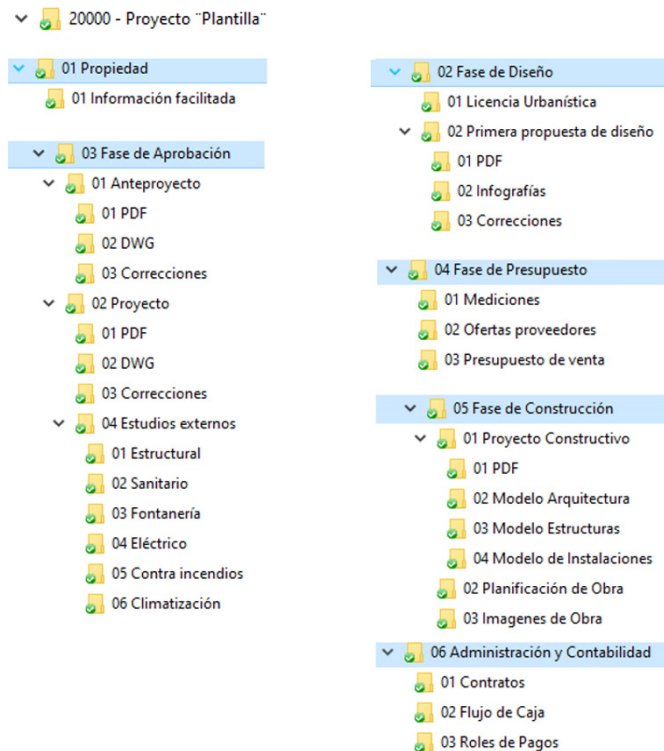 20000 - Proyecto ¨Plantilla¨
01 Propiedad
01 Información facilitada
03 Fase de Aprobación
01 Anteproyecto
01 PDF
02 DWG
03 Correcciones
02 Proyecto
01 PDF
02 DWG
03 Correcciones
04 Estudios externos
01 Estructural
02 Sanitario
03 Fontanería
04 Eléctrico
05 Contra incendios
06 Climatización
02 Fase de Diseño
01 Licencia Urbanística
02 Primera propuesta de diseño
01 PDF
02 Infografías
03 Correcciones
04 Fase de Presupuesto
01 Mediciones
02 Ofertas proveedores
03 Presupuesto de venta
05 Fase de Construcción
01 Proyecto Constructivo
01 PDF
02 Modelo Arquitectura
03 Modelo Estructuras
04 Modelo de Instalaciones
02 Planificación de Obra
03 Imagenes de Obra
06 Administración y Contabilidad
01 Contratos
02 Flujo de Caja
03 Roles de Pagos